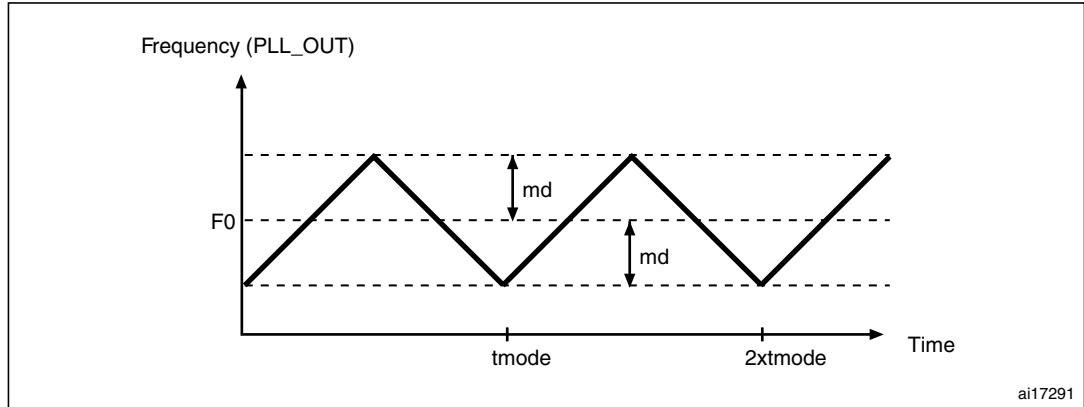 Frequency (PLL_OUT)
md
F0
md
tmode
2xtmode
Time
ai17291